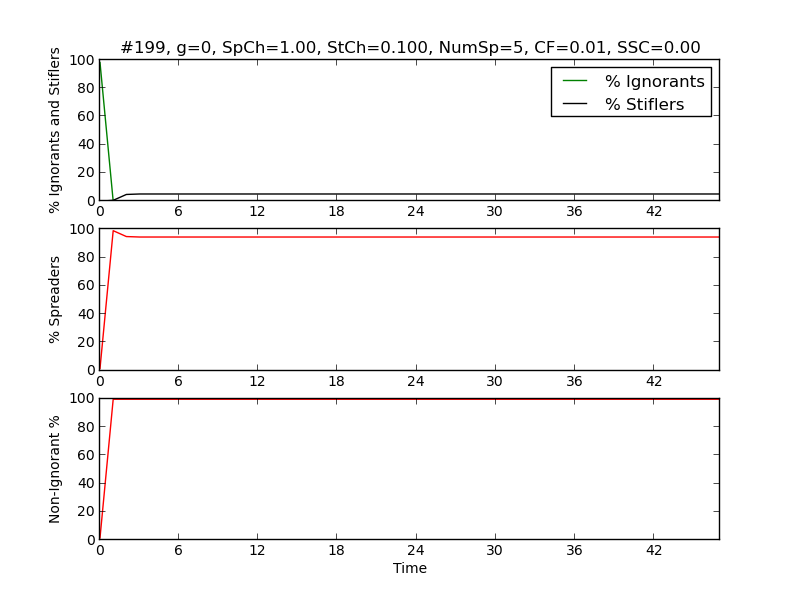 #199, g=0, SpCh=1.00, StCh=0.100, NumSp=5, CF=0.01, SSC=0.00
% Ignorants and Stiflers
100
80
60
40
20
0
% Ignorants
% Stiflers
0 6 12 18 24 30 36 42
% Spreaders
100
80
60
40
20
0
0 6 12 18 24 30 36 42
Non-Ignorant %
100
80
60
40
20
0
0 6 12 18 24 30 36 42
Time